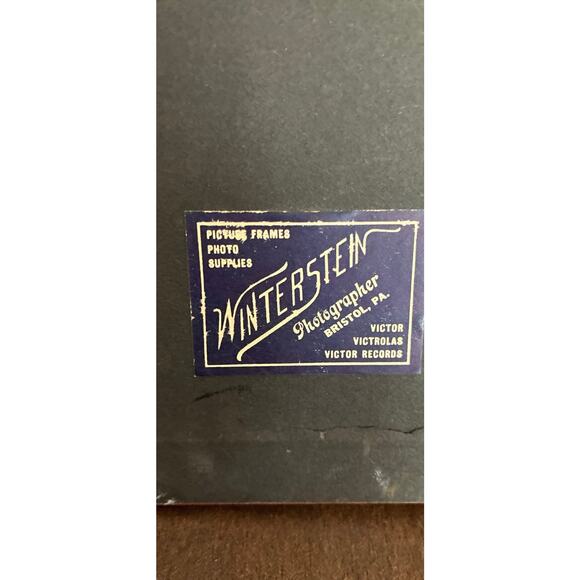 PICTURE FRAMES
PHOTO
SUPPLIES
WINTERSTEIN
Photographer
BRISTOL, PA.
VICTOR
VICTROLAS
VICTOR RECORDS